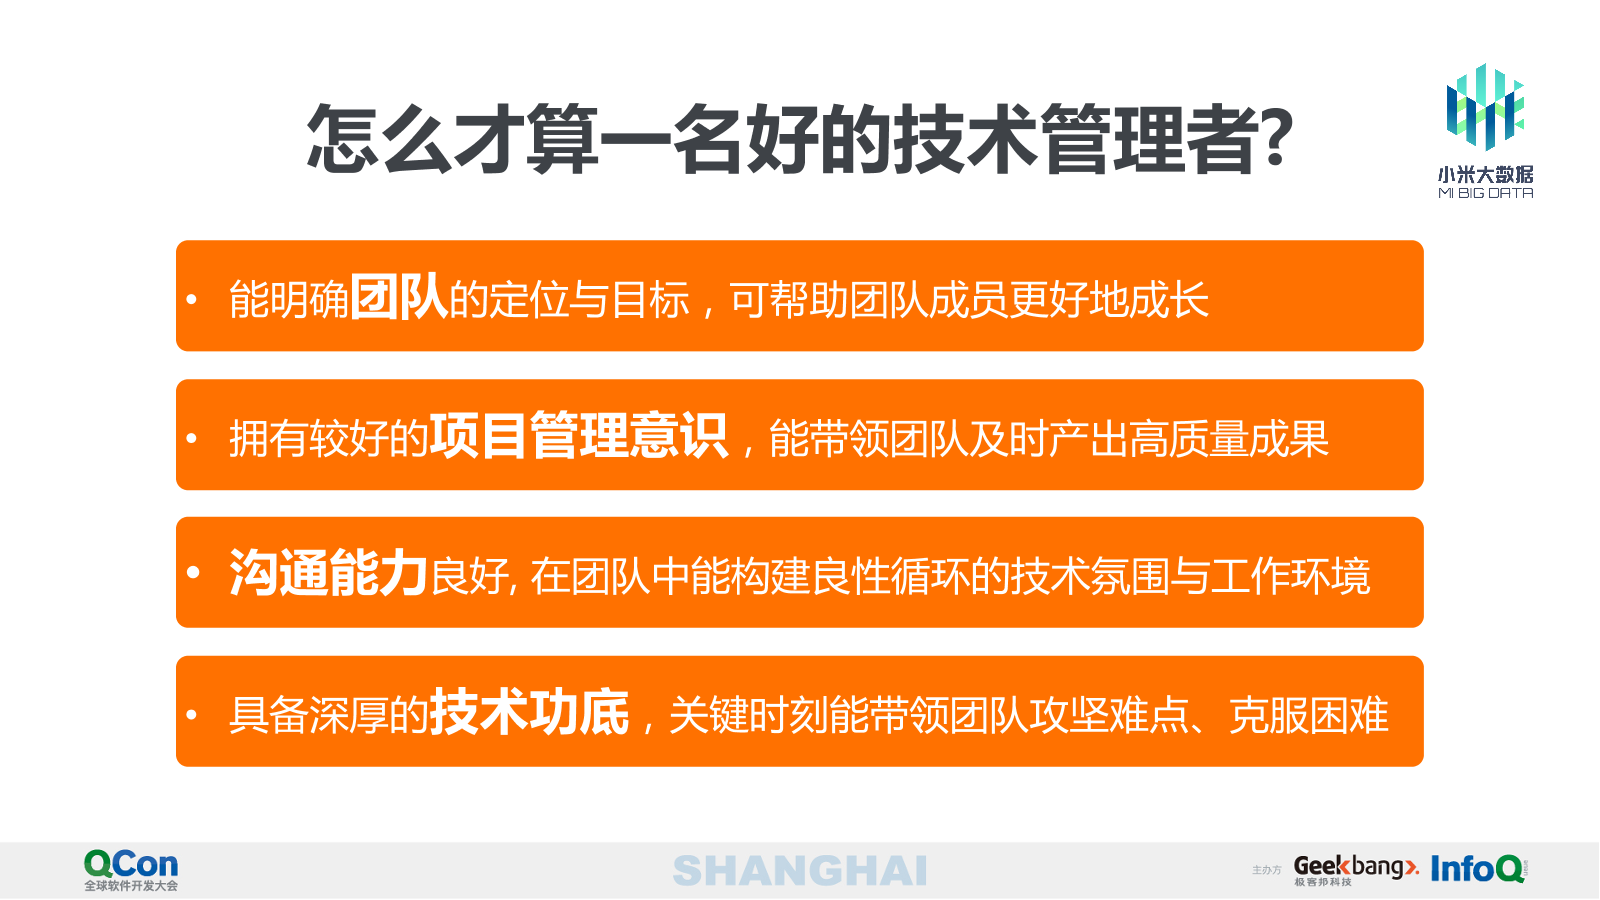 怎么才算一名好的技术管理者?
小米大数据
MI BIG DATA
• 能明确团队的定位与目标，可帮助团队成员更好地成长
• 拥有较好的项目管理意识，能带领团队及时产出高质量成果
• 沟通能力良好, 在团队中能构建良性循环的技术氛围与工作环境
• 具备深厚的技术功底，关键时刻能带领团队攻坚难点、克服困难
QCon
全球软件开发大会
SHANGHAI
主办方
Geekbang>.
极客邦科技
InfoQ